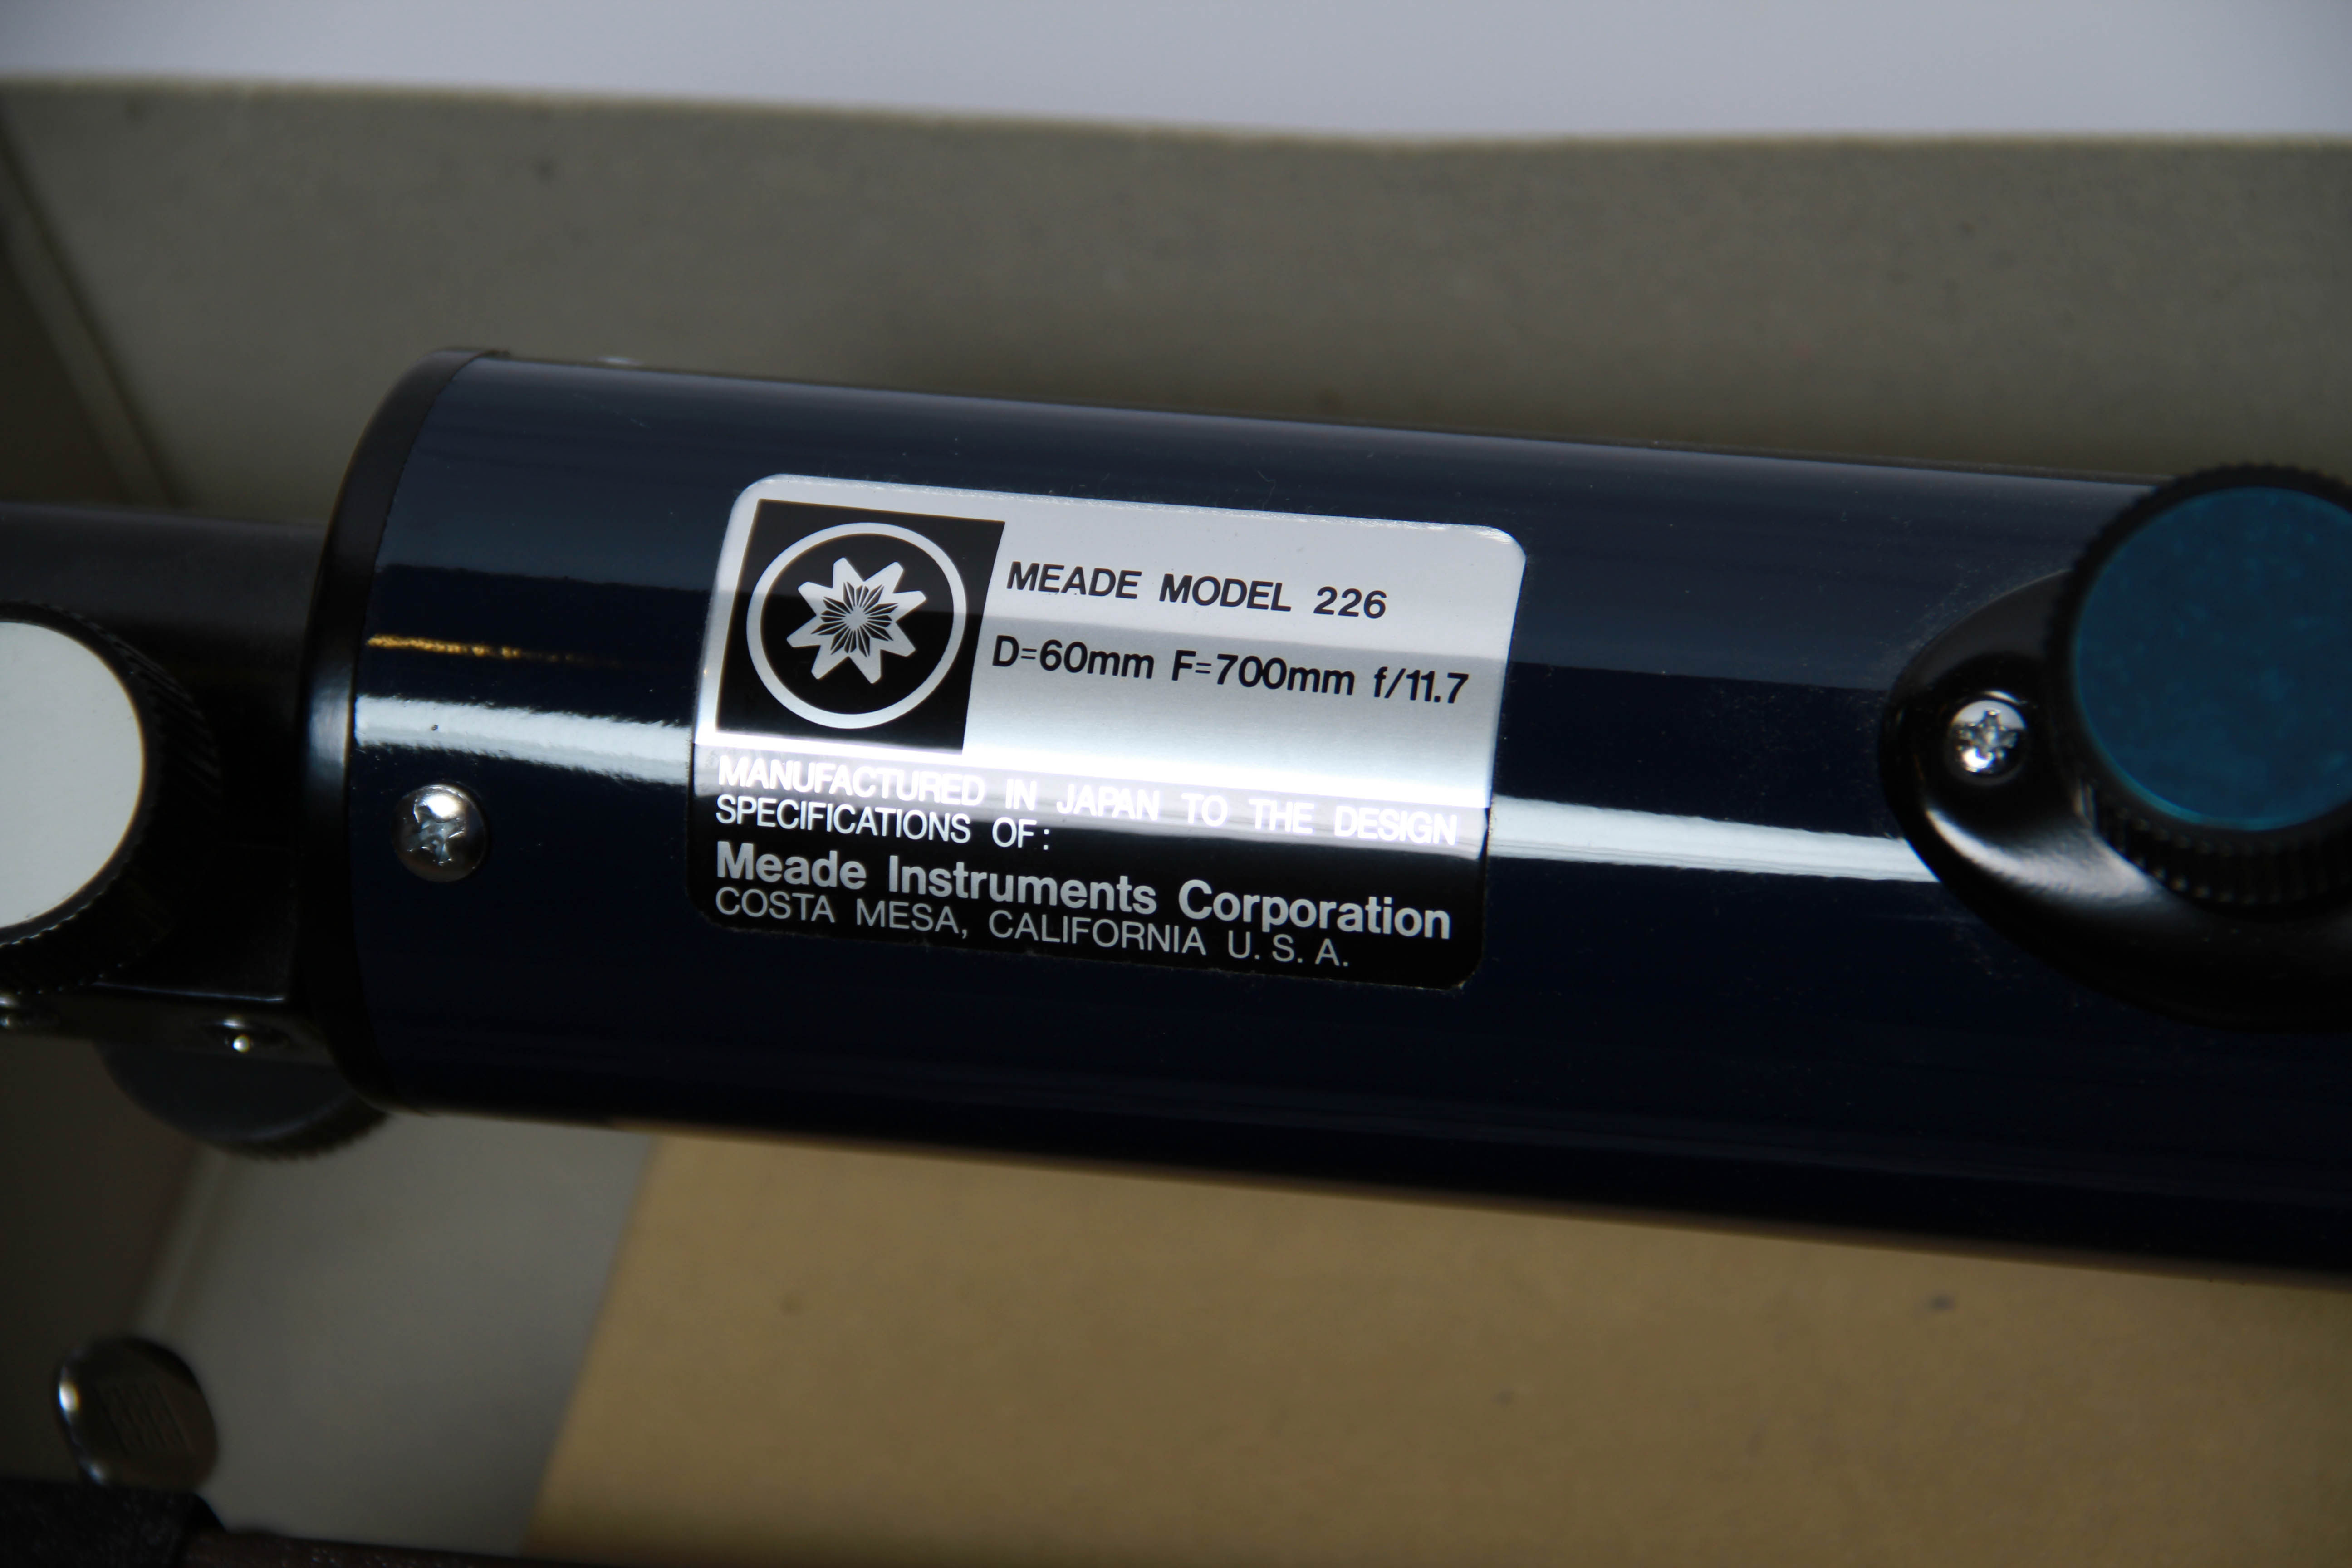 MEADE MODEL 226
D=60mm F=700mm f/11.7
MANUFACTURED IN JAPAN TO THE DESIGN
SPECIFICATIONS OF:
Meade Instruments Corporation
COSTA MESA, CALIFORNIA U.S.A.